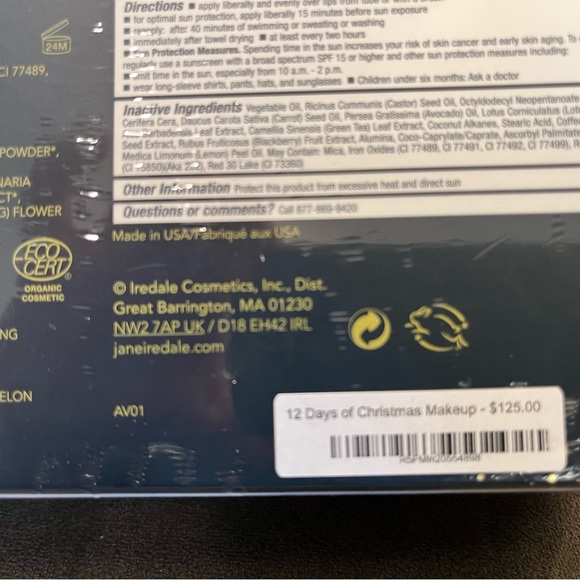 Directions ■ apply liberally and evenly over lips from tube or with
■ for optimal sun protection, apply liberally 15 minutes before sun exposure
■ reapply: after 40 minutes of swimming or sweating or washing
■ immediately after towel drying ■ at least every two hours
■ Sun Protection Measures. Spending time in the sun increases your risk of skin cancer and early skin aging. To
regularly use a sunscreen with a broad spectrum SPF 15 or higher and other sun protection measures including:
■ limit time in the sun, especially from 10 a.m. - 2 p.m.
■ wear long-sleeve shirts, pants, hats, and sunglasses ■ Children under six months: Ask a doctor
24M
CI 77489,
Inactive Ingredients Vegetable Oil, Ricinus Communis (Castor) Seed Oil, Octyldodecyl Neopentanoate
Cerifera Cera, Daucus Carota Sativa (Carrot) Seed Oil, Persea Gratissima (Avocado) Oil, Lotus Corniculatus (Lot
Barbadensis Leaf Extract, Camellia Sinensis (Green Tea) Leaf Extract, Coconut Alkanes, Stearic Acid, Caffe
Seed Extract, Rubus Fruticosus (Blackberry) Fruit Extract, Alumina, Coco-Caprylate/Caprate, Ascorbyl Palmitate
Medica Limonum (Lemon) Peel Oil. May Contain: Mica, Iron Oxides (CI 77489, CI 77491, CI 77492, CI 77499), R
Red 30 Lake (CI 73360)
POWDER*,
NARIA
CT*,
G) FLOWER
Other Information Protect this product from excessive heat and direct sun
Questions or comments? Call 877-869-9420
Made in USA/Fabriqué aux USA
ECO
CERT
®
ORGANIC
COSMETIC
© Iredale Cosmetics, Inc., Dist.
Great Barrington, MA 01230
NW2 7AP UK / D18 EH42 IRL
janeiredale.com
NG
ELON
AV01
12 Days of Christmas Makeup - $125.00